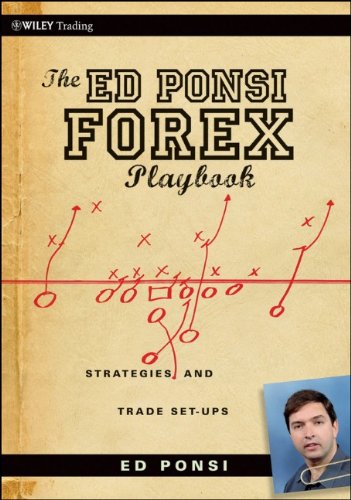 WILEY Trading
The ED PONSI
FOREX
Playbook
STRATEGIES AND
TRADE SET-UPS
ED PONSI